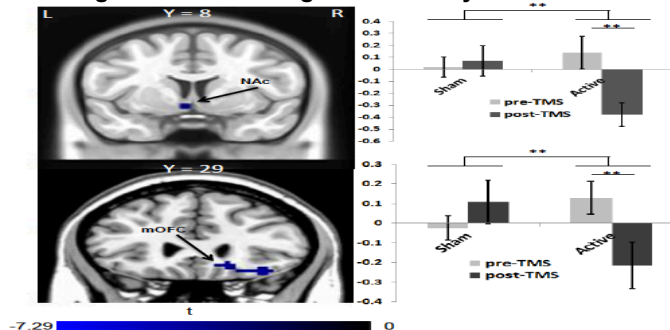 L Y = 8 R
NAc
Y = 29
mOFC
t
-7.29 0
**
0.4
0.3
0.2
0.1
0
-0.1
-0.2
-0.3
-0.4
-0.5
-0.6
**
Sham
Active
pre-TMS
post-TMS
**
0.3
0.2
0.1
0
-0.1
-0.2
-0.3
-0.4
**
Sham
Active
pre-TMS
post-TMS